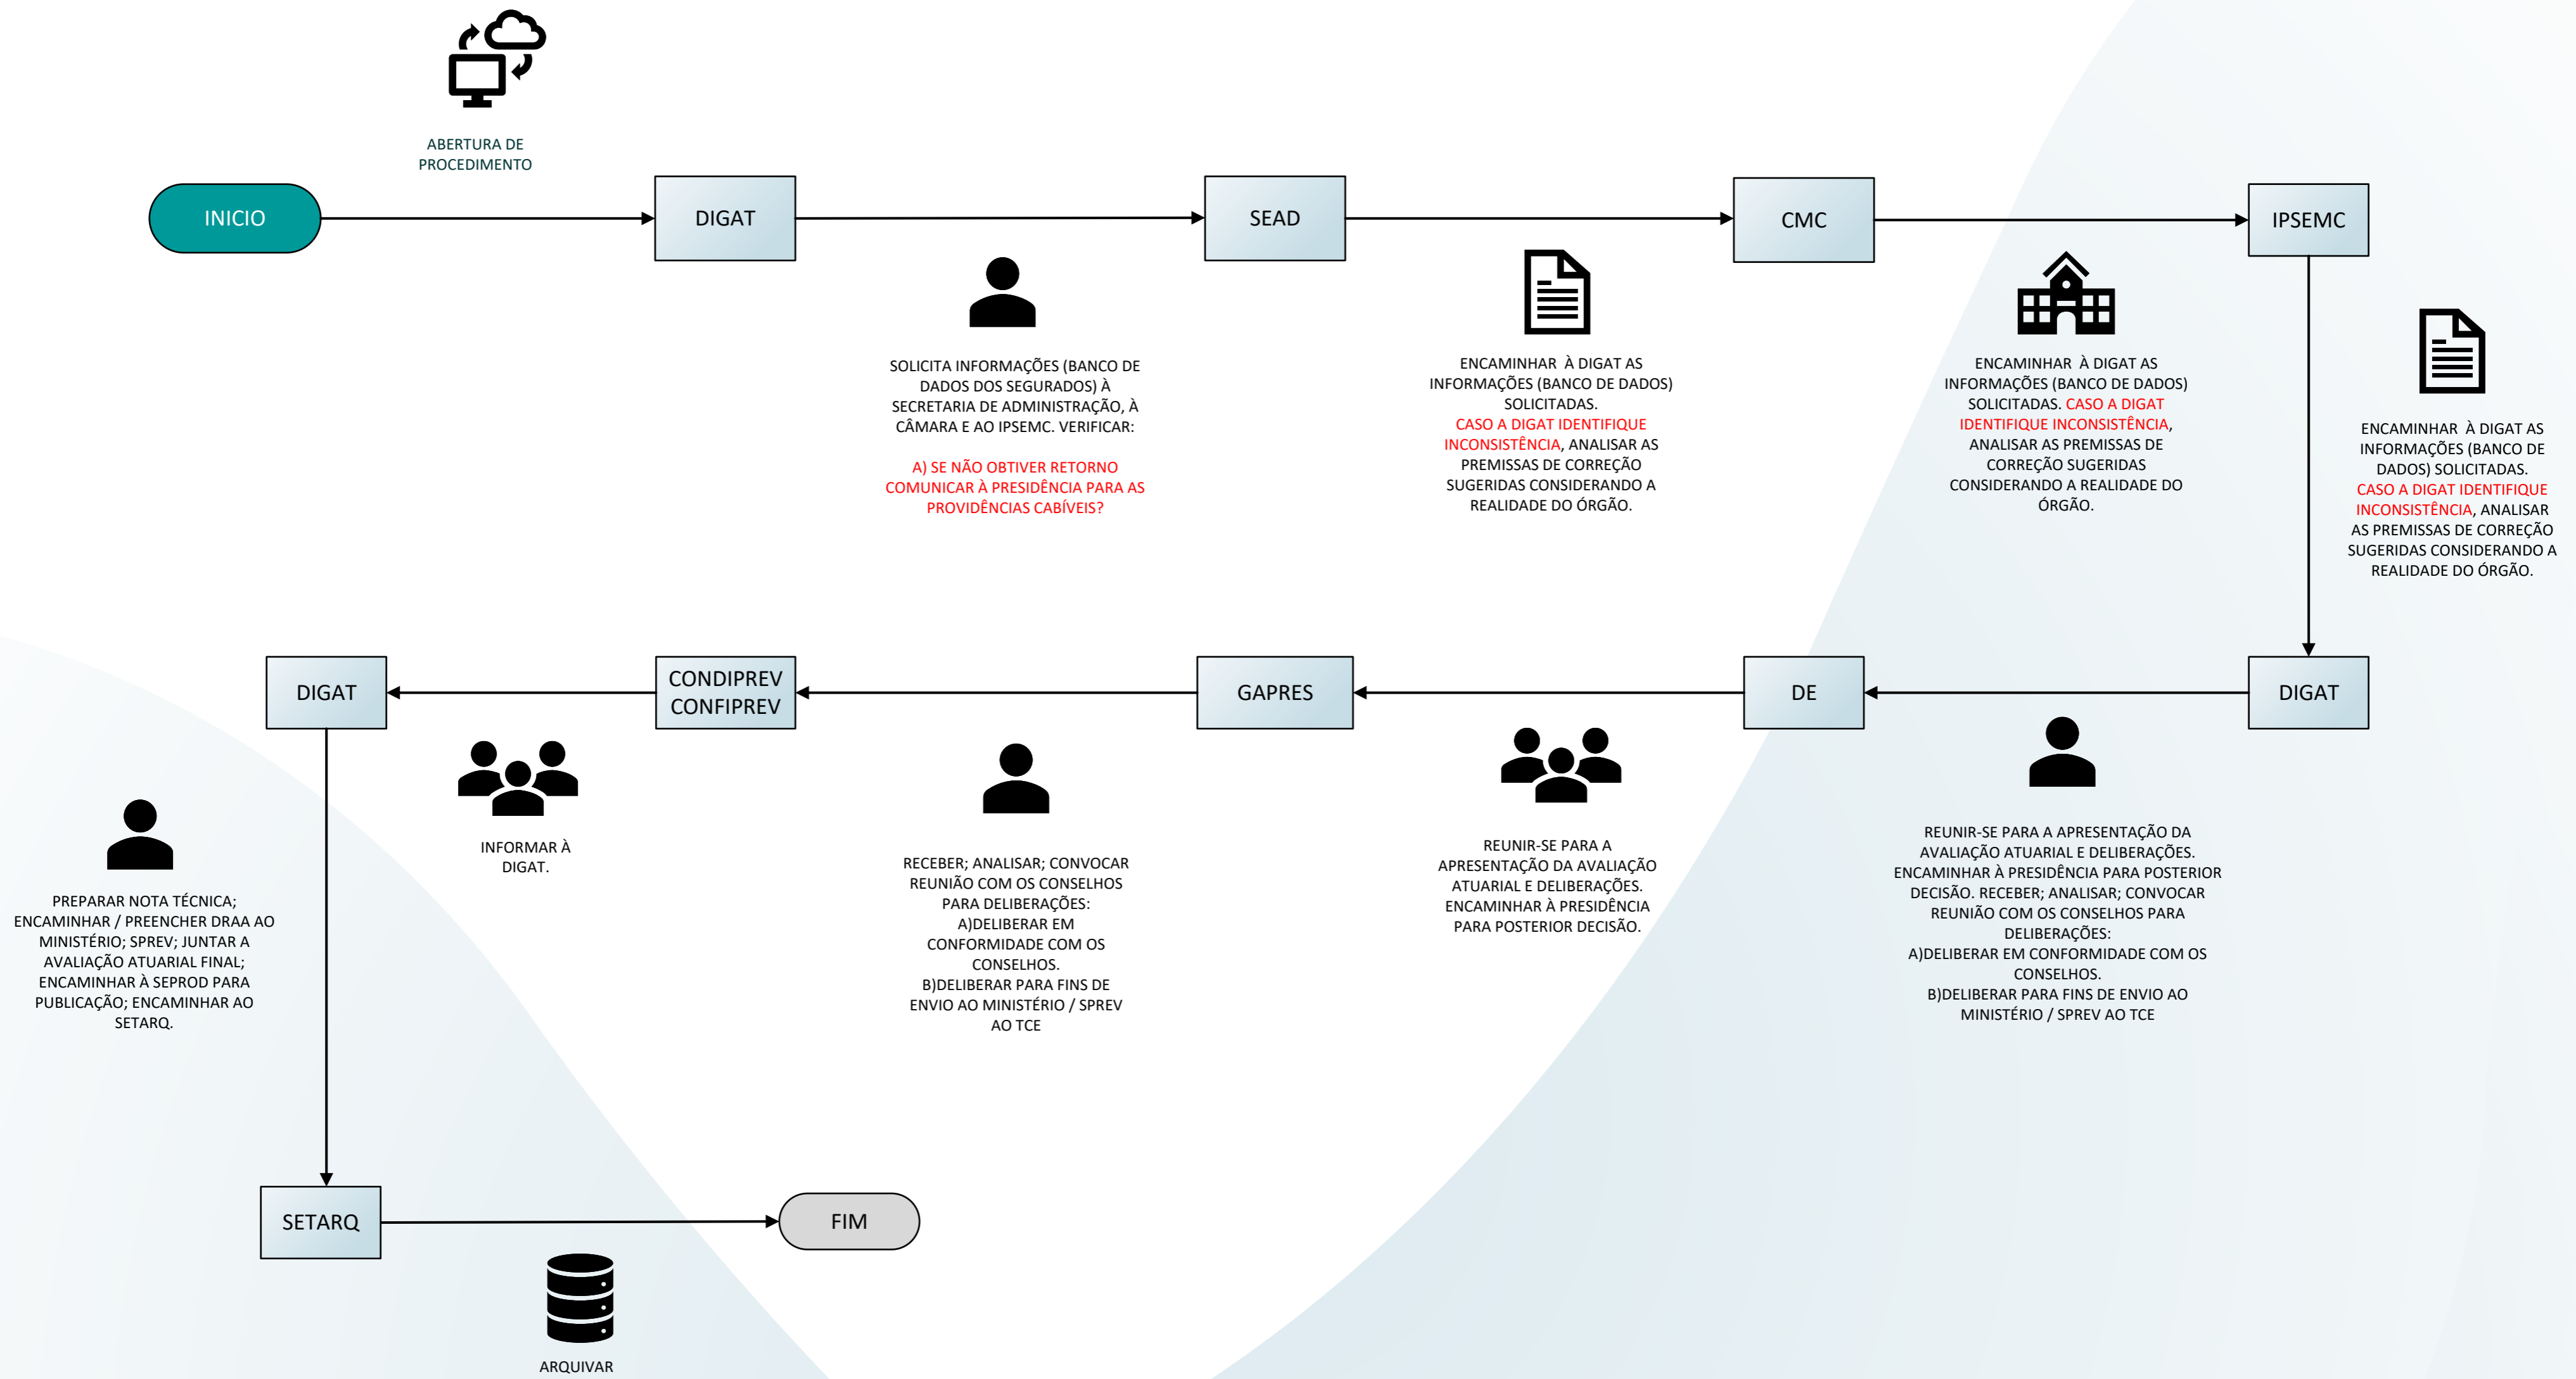 ABERTURA DE
PROCEDIMENTO
INICIO
DIGAT
SEAD
CMC
IPSEMC
SOLICITA INFORMAÇÕES (BANCO DE
DADOS DOS SEGURADOS) À
SECRETARIA DE ADMINISTRAÇÃO, À
CÂMARA E AO IPSEMC. VERIFICAR:
A) SE NÃO OBTIVER RETORNO
COMUNICAR À PRESIDÊNCIA PARA AS
PROVIDÊNCIAS CABÍVEIS?
ENCAMINHAR À DIGAT AS
INFORMAÇÕES (BANCO DE DADOS)
SOLICITADAS.
CASO A DIGAT IDENTIFIQUE
INCONSISTÊNCIA, ANALISAR AS
PREMISSAS DE CORREÇÃO
SUGERIDAS CONSIDERANDO A
REALIDADE DO ÓRGÃO.
ENCAMINHAR À DIGAT AS
INFORMAÇÕES (BANCO DE DADOS)
SOLICITADAS. CASO A DIGAT
IDENTIFIQUE INCONSISTÊNCIA,
ANALISAR AS PREMISSAS DE
CORREÇÃO SUGERIDAS
CONSIDERANDO A REALIDADE DO
ÓRGÃO.
ENCAMINHAR À DIGAT AS
INFORMAÇÕES (BANCO DE
DADOS) SOLICITADAS.
CASO A DIGAT IDENTIFIQUE
INCONSISTÊNCIA, ANALISAR
AS PREMISSAS DE CORREÇÃO
SUGERIDAS CONSIDERANDO A
REALIDADE DO ÓRGÃO.
DIGAT
CONDIPREV
CONFIPREV
GAPRES
DE
DIGAT
PREPARAR NOTA TÉCNICA;
ENCAMINHAR / PREENCHER DRAA AO
MINISTÉRIO; SPREV; JUNTAR A
AVALIAÇÃO ATUARIAL FINAL;
ENCAMINHAR À SEPROD PARA
PUBLICAÇÃO; ENCAMINHAR AO
SETARQ.
INFORMAR À
DIGAT.
RECEBER; ANALISAR; CONVOCAR
REUNIÃO COM OS CONSELHOS
PARA DELIBERAÇÕES:
A)DELIBERAR EM
CONFORMIDADE COM OS
CONSELHOS.
B)DELIBERAR PARA FINS DE
ENVIO AO MINISTÉRIO / SPREV
AO TCE
REUNIR-SE PARA A
APRESENTAÇÃO DA AVALIAÇÃO
ATUARIAL E DELIBERAÇÕES.
ENCAMINHAR À PRESIDÊNCIA
PARA POSTERIOR DECISÃO.
REUNIR-SE PARA A APRESENTAÇÃO DA
AVALIAÇÃO ATUARIAL E DELIBERAÇÕES.
ENCAMINHAR À PRESIDÊNCIA PARA POSTERIOR
DECISÃO. RECEBER; ANALISAR; CONVOCAR
REUNIÃO COM OS CONSELHOS PARA
DELIBERAÇÕES:
A)DELIBERAR EM CONFORMIDADE COM OS
CONSELHOS.
B)DELIBERAR PARA FINS DE ENVIO AO
MINISTÉRIO / SPREV AO TCE
SETARQ
FIM
ARQUIVAR